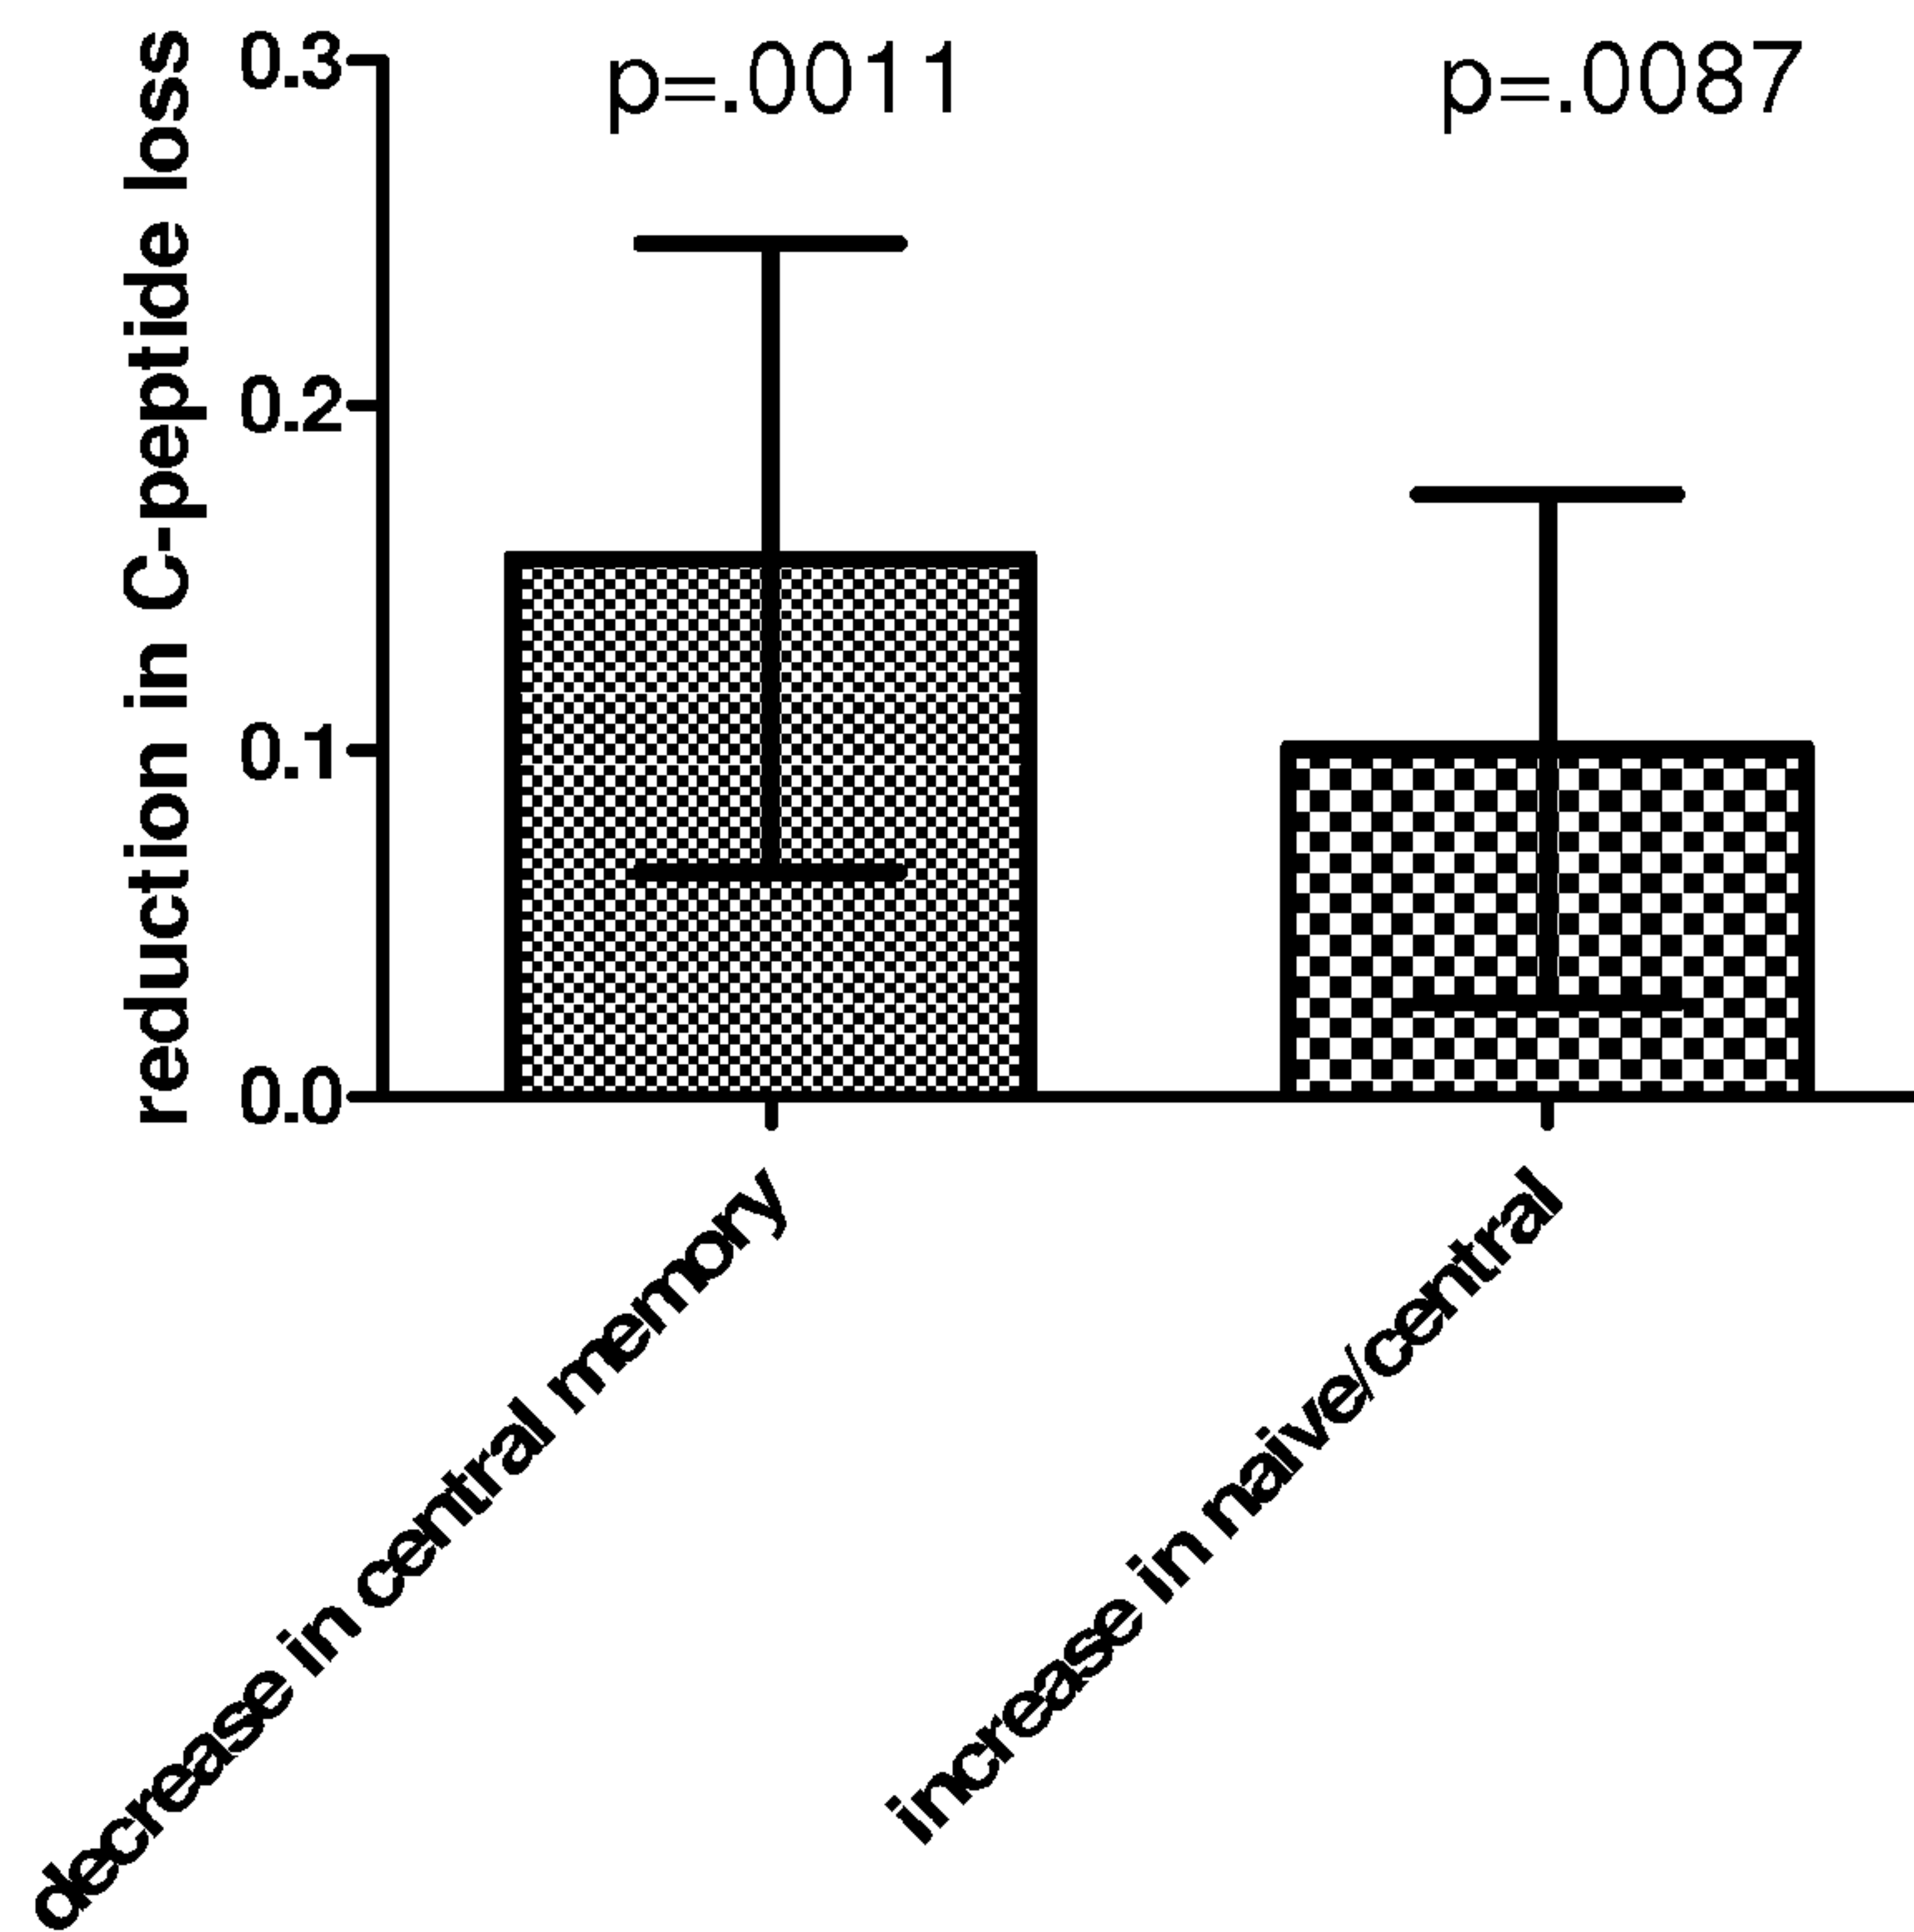 reduction in C-peptide loss
0.3
0.2
0.1
0.0
p=.0011
p=.0087
decrease in central memory
increase in naive/central